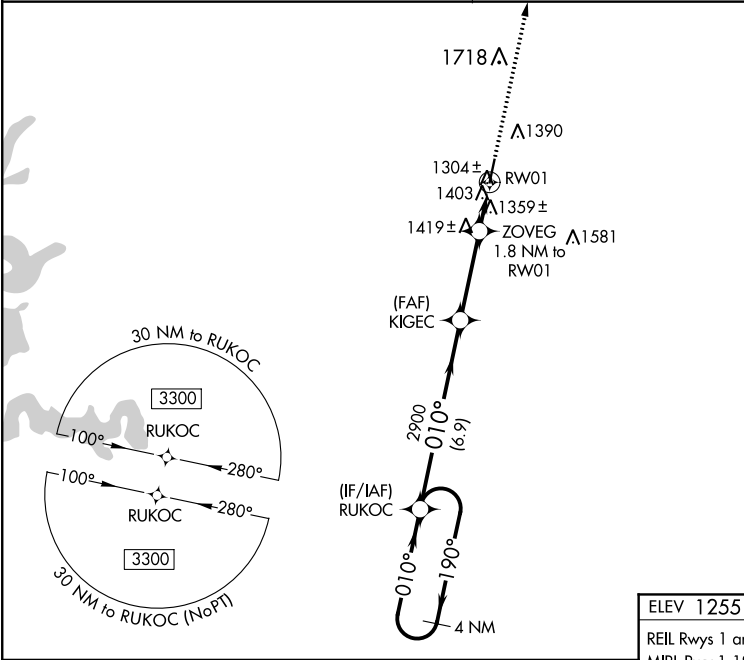 1718
1390
1304±
RW01
1403
1359±
1419±
ZOVEG
1581
1.8 NM to
RW01
(FAF)
KIGEC
30 NM to RUKOC
3300
RUKOC
100°
280°
100°
280°
RUKOC
3300
30 NM to RUKOC (NoPT)
2900
010°
(6.9)
(IF/IAF)
RUKOC
010°
190°
4 NM
ELEV 1255
REIL Rwys 1 an